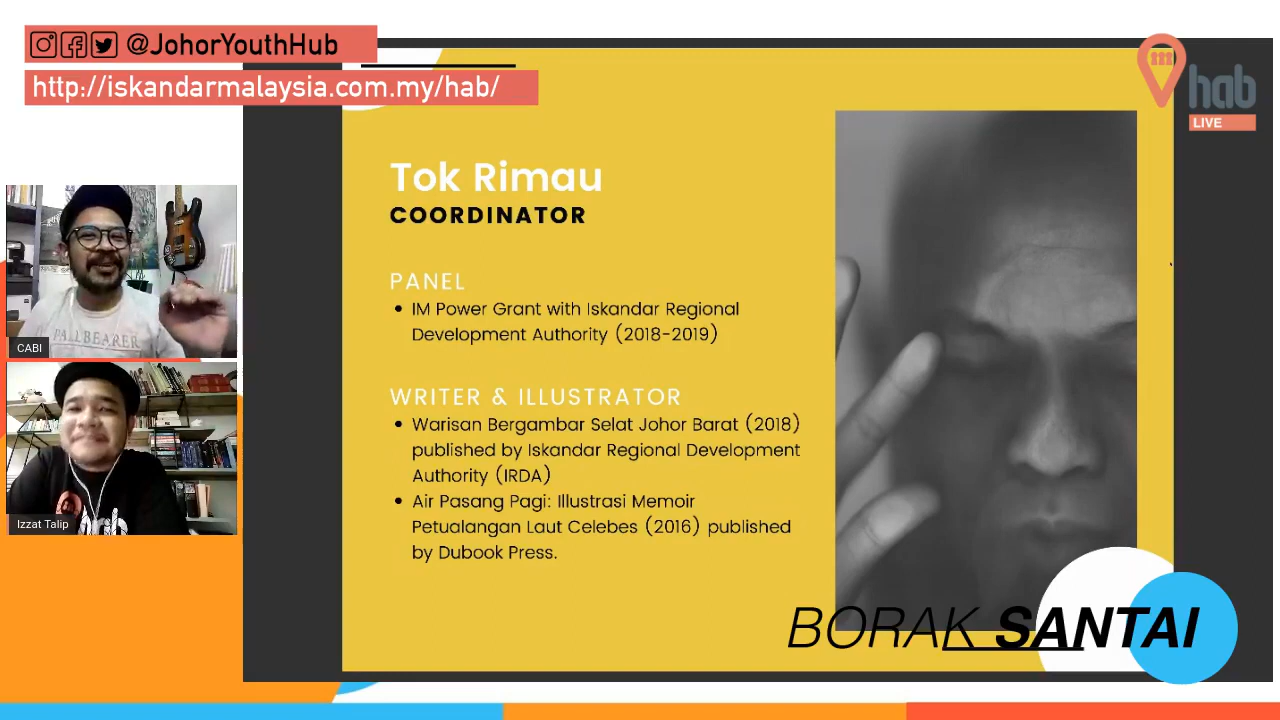 @JohorYouthHub
http://iskandarmalaysia.com.my/hab/
hab
LIVE
Tok Rimau
COORDINATOR
PANEL
• IM Power Grant with Iskandar Regional
Development Authority (2018-2019)
WRITER & ILLUSTRATOR
• Warisan Bergambar Selat Johor Barat (2018)
published by Iskandar Regional Development
Authority (IRDA)
• Air Pasang Pagi: Illustrasi Memoir
Petualangan Laut Celebes (2016) published
by Dubook Press.
PALLBEARER
CABI
Izzat Talip
BORAK SANTAI